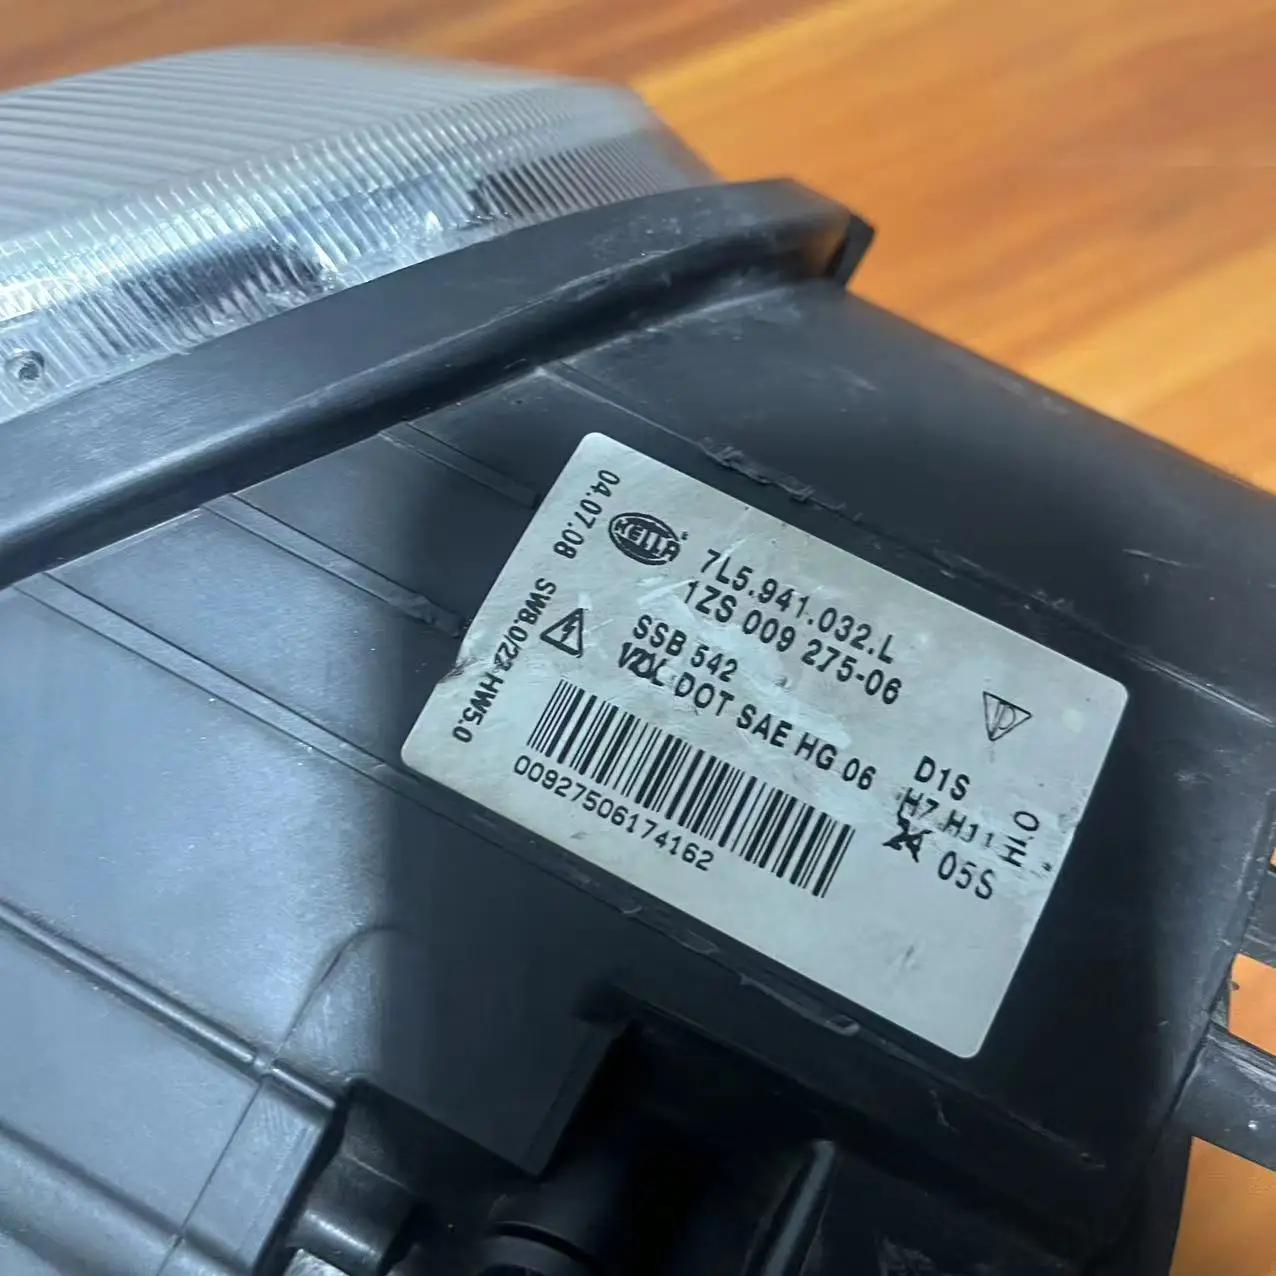 04.07.08
SW8.0/22 HW5.0
HELLA
7L5.941.032.L
1ZS 009 275-06
SSB 542
DOT SAE HG 06
00927506174162
D1S
H7 H11
05S